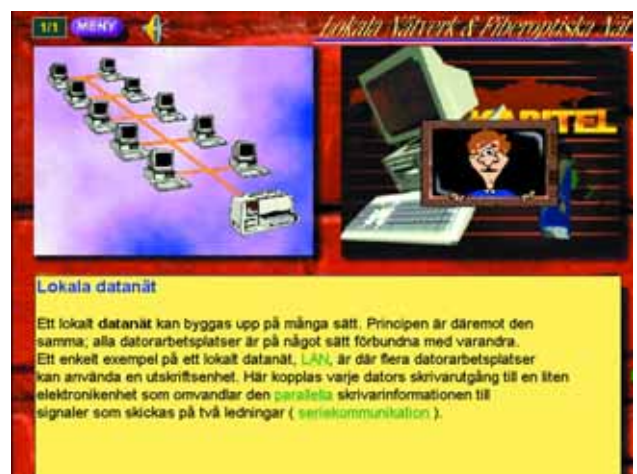 1/1 MENY
Lokala Nätverk & Fiberoptiska Nät
KAPITEL
Lokala datanät
Ett lokalt datanät kan byggas upp på många sätt. Principen är däremot den
samma; alla datorarbetsplatser är på något sätt förbundna med varandra.
Ett enkelt exempel på ett lokalt datanät, LAN, är där flera datorarbetsplatser
kan använda en utskriftsenhet. Här kopplas varje dators skrivarutgång till en liten
elektronikenhet som omvandlar den parallella skrivarinformationen till
signaler som skickas på två ledningar ( seriekommunikation ).